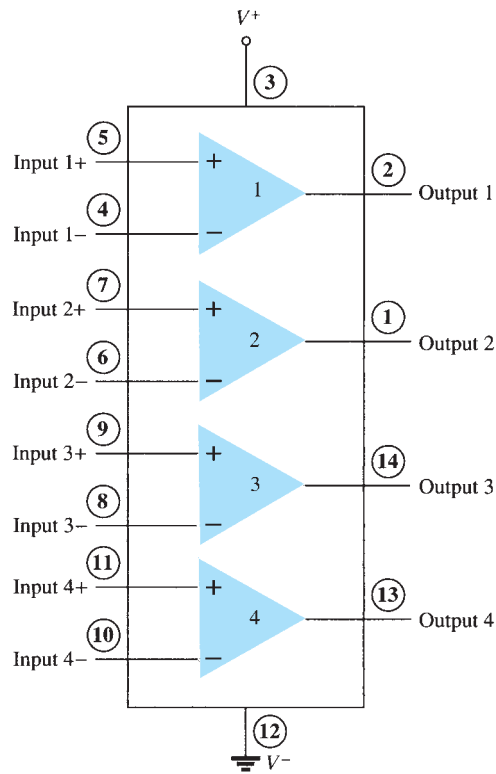 V+
3
5
Input 1+
+
1
2
Output 1
4
Input 1−
−
7
Input 2+
+
2
1
Output 2
6
Input 2−
−
9
Input 3+
+
3
14
Output 3
8
Input 3−
−
11
Input 4+
+
4
13
Output 4
10
Input 4−
−
12
V−